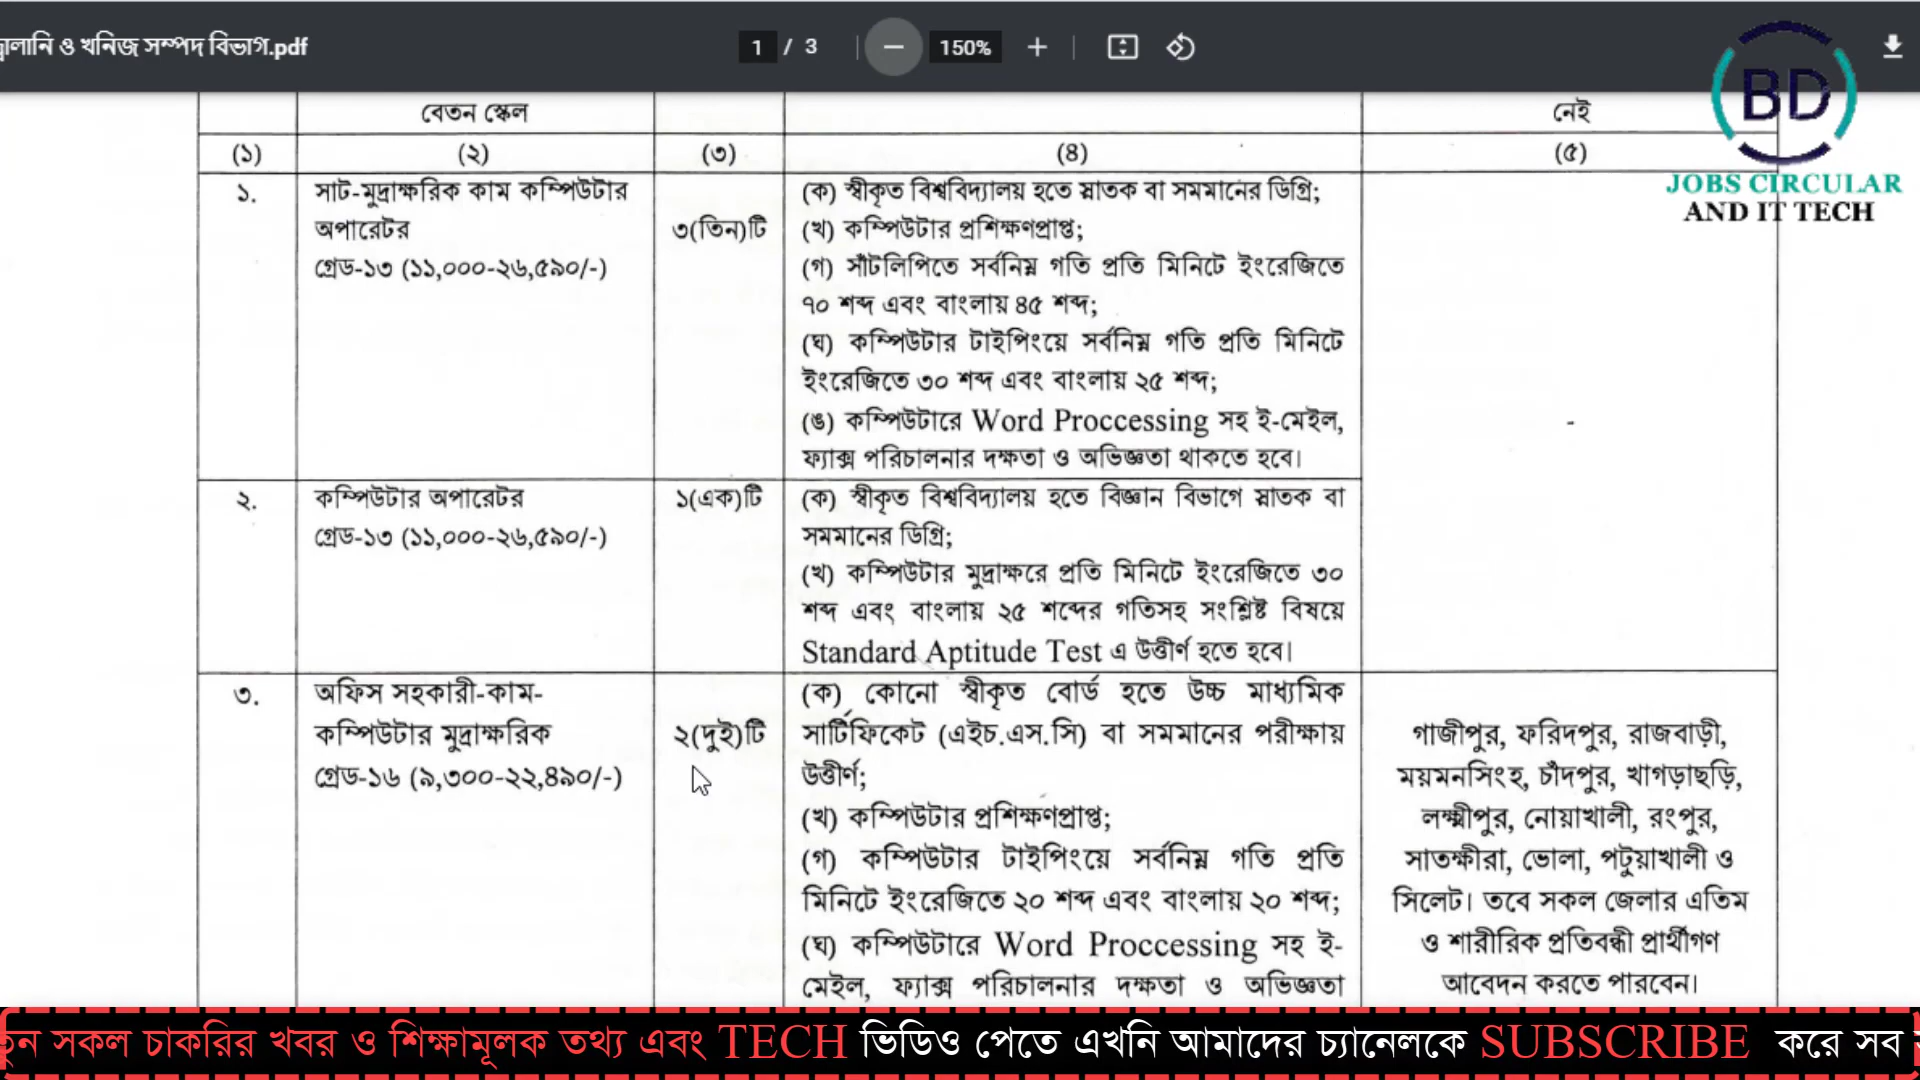 জ্বালানি ও খনিজ সম্পদ বিভাগ.pdf
1 / 3
150%
BD
JOBS CIRCULAR
AND IT TECH
বেতন স্কেল
নেই
(১) (২) (৩) (৪) (৫)
১.
সাট-মুদ্রাক্ষরিক কাম কম্পিউটার
অপারেটর
গ্রেড-১৩ (১১,০০০-২৬,৫৯০/-)
৩(তিন)টি
(ক) স্বীকৃত বিশ্ববিদ্যালয় হতে স্নাতক বা সমমানের ডিগ্রি;
(খ) কম্পিউটার প্রশিক্ষণপ্রাপ্ত;
(গ) সাঁটলিপিতে সর্বনিম্ন গতি প্রতি মিনিটে ইংরেজিতে
৭০ শব্দ এবং বাংলায় ৪৫ শব্দ;
(ঘ) কম্পিউটার টাইপিংয়ে সর্বনিম্ন গতি প্রতি মিনিটে
ইংরেজিতে ৩০ শব্দ এবং বাংলায় ২৫ শব্দ;
(ঙ) কম্পিউটারে Word Proccessing সহ ই-মেইল,
ফ্যাক্স পরিচালনার দক্ষতা ও অভিজ্ঞতা থাকতে হবে।
-
২.
কম্পিউটার অপারেটর
গ্রেড-১৩ (১১,০০০-২৬,৫৯০/-)
১(এক)টি
(ক) স্বীকৃত বিশ্ববিদ্যালয় হতে বিজ্ঞান বিভাগে স্নাতক বা
সমমানের ডিগ্রি;
(খ) কম্পিউটার মুদ্রাক্ষরে প্রতি মিনিটে ইংরেজিতে ৩০
শব্দ এবং বাংলায় ২৫ শব্দের গতিসহ সংশ্লিষ্ট বিষয়ে
Standard Aptitude Test এ উত্তীর্ণ হতে হবে।
৩.
অফিস সহকারী-কাম-
কম্পিউটার মুদ্রাক্ষরিক
গ্রেড-১৬ (৯,৩০০-২২,৪৯০/-)
২(দুই)টি
(ক) কোনো স্বীকৃত বোর্ড হতে উচ্চ মাধ্যমিক
সার্টিফিকেট (এইচ.এস.সি) বা সমমানের পরীক্ষায়
উত্তীর্ণ;
(খ) কম্পিউটার প্রশিক্ষণপ্রাপ্ত;
(গ) কম্পিউটার টাইপিংয়ে সর্বনিম্ন গতি প্রতি
মিনিটে ইংরেজিতে ২০ শব্দ এবং বাংলায় ২০ শব্দ;
(ঘ) কম্পিউটারে Word Proccessing সহ ই-
মেইল, ফ্যাক্স পরিচালনার দক্ষতা ও অভিজ্ঞতা
গাজীপুর, ফরিদপুর, রাজবাড়ী,
ময়মনসিংহ, চাঁদপুর, খাগড়াছড়ি,
লক্ষ্মীপুর, নোয়াখালী, রংপুর,
সাতক্ষীরা, ভোলা, পটুয়াখালী ও
সিলেট। তবে সকল জেলার এতিম
ও শারীরিক প্রতিবন্ধী প্রার্থীগণ
আবেদন করতে পারবেন।
সকল চাকরির খবর ও শিক্ষামূলক তথ্য এবং TECH ভিডিও পেতে এখনি আমাদের চ্যানেলকে SUBSCRIBE করে সব